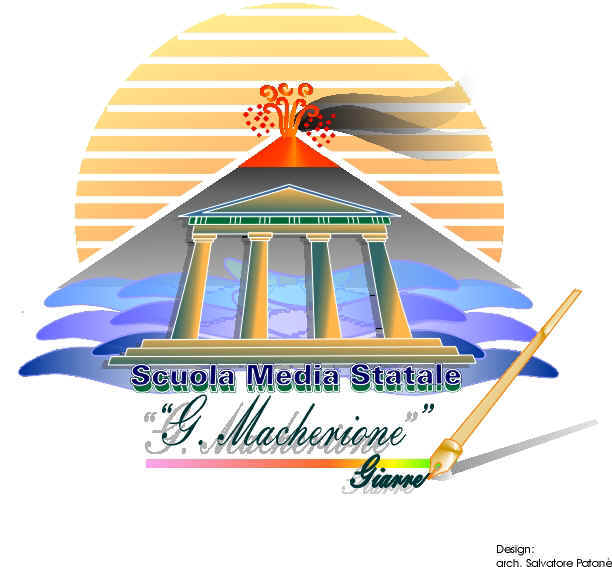 Scuola Media Statale
“G. Macherione”
Giarre
Design:
arch. Salvatore Patanè